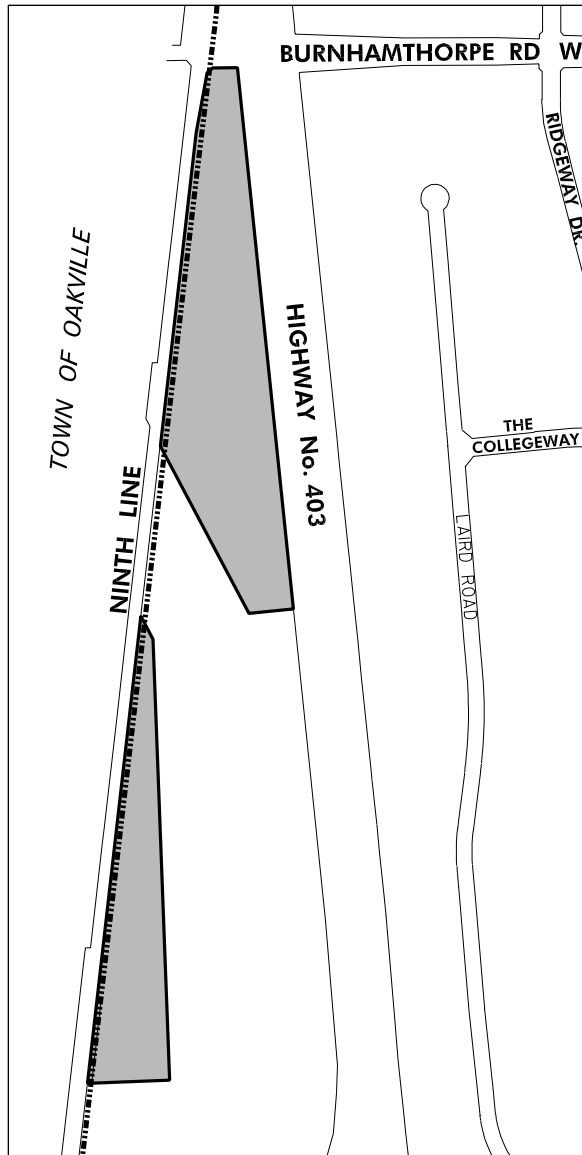 BURNHAMTHORPE RD W
RIDGEWAY DR.
TOWN OF OAKVILLE
HIGHWAY No. 403
THE
COLLEGEWAY
NINTH LINE
LAIRD ROAD